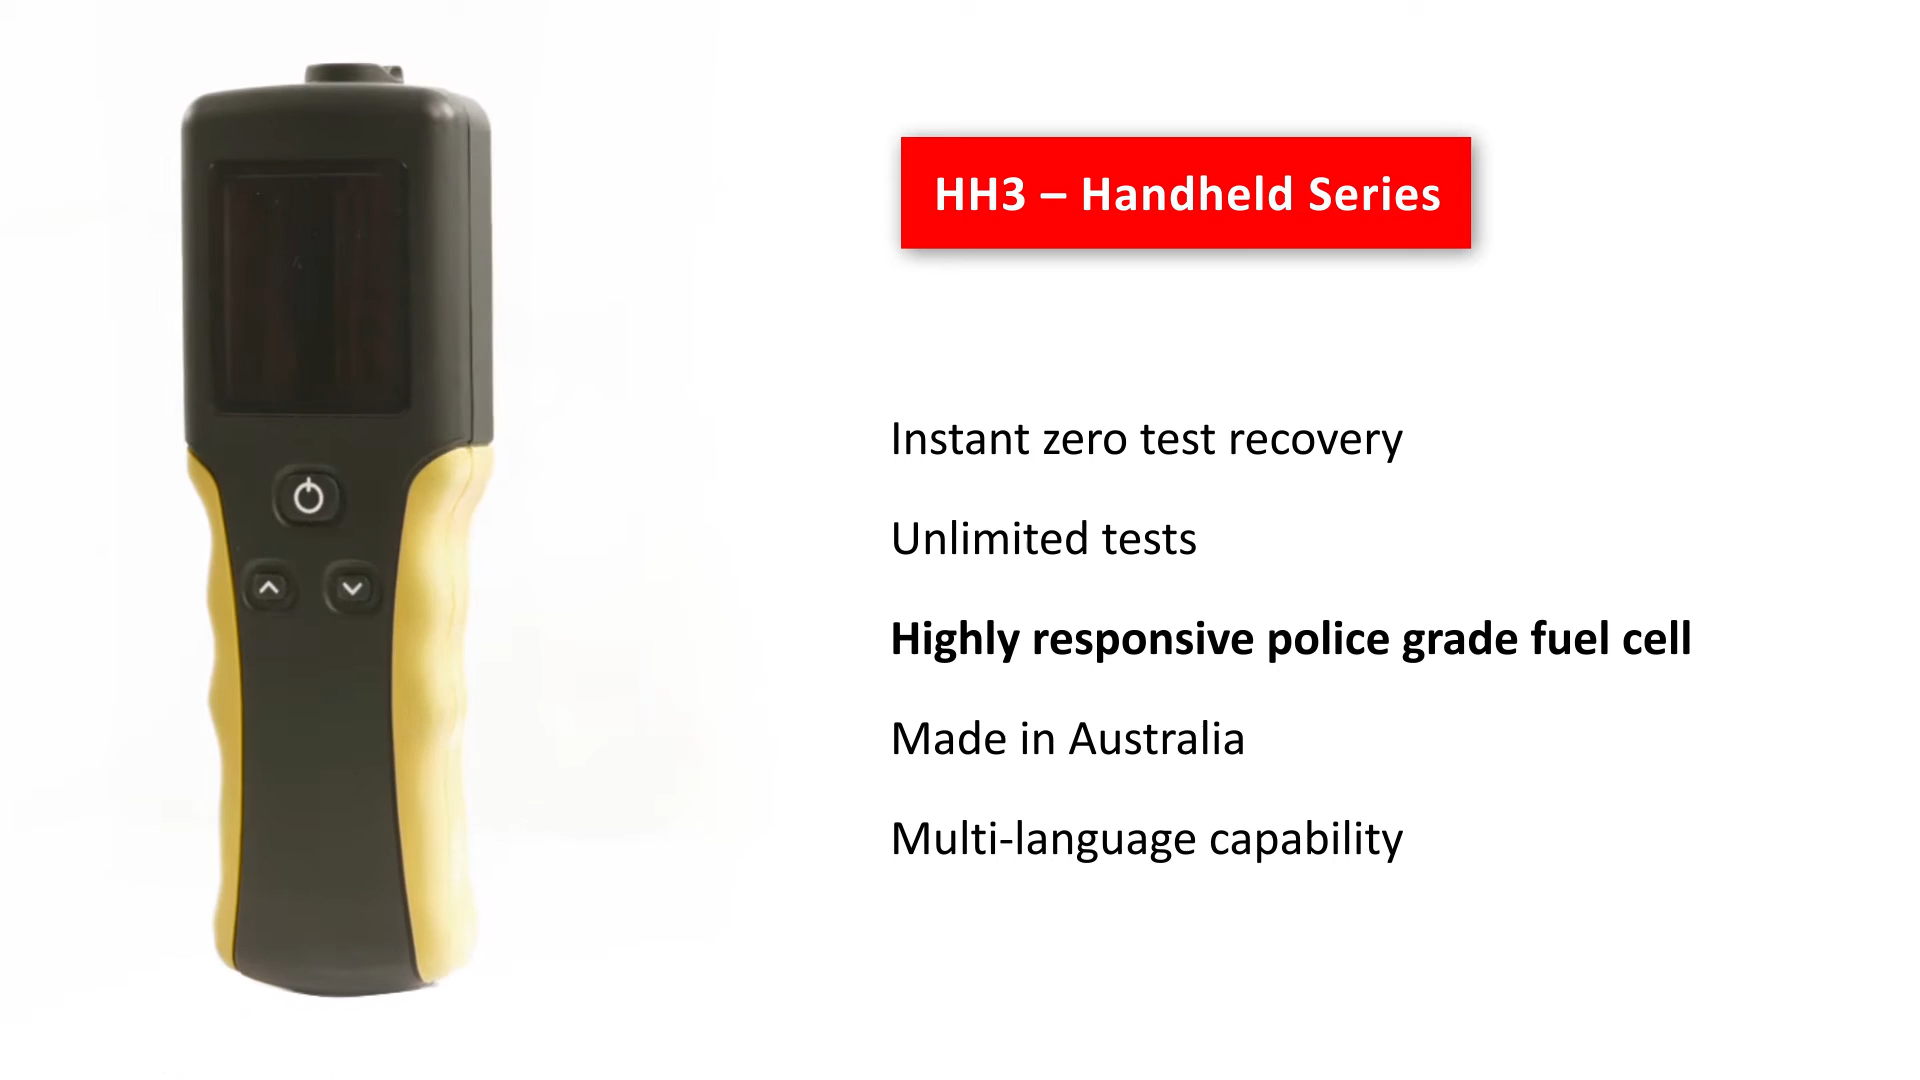 HH3 – Handheld Series
Instant zero test recovery
Unlimited tests
Highly responsive police grade fuel cell
Made in Australia
Multi-language capability